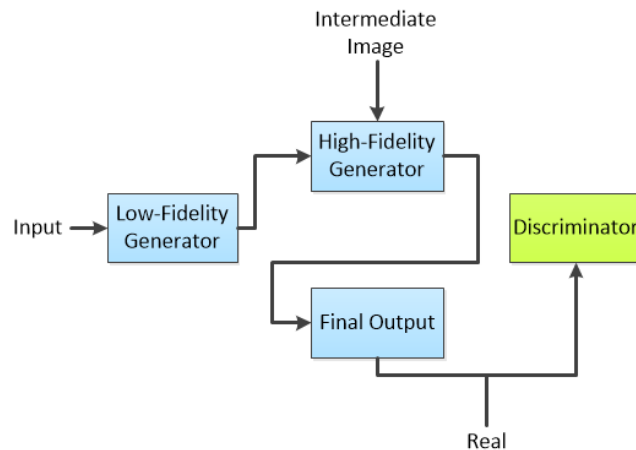 Intermediate
Image
High-Fidelity
Generator
Input
Low-Fidelity
Generator
Discriminator
Final Output
Real